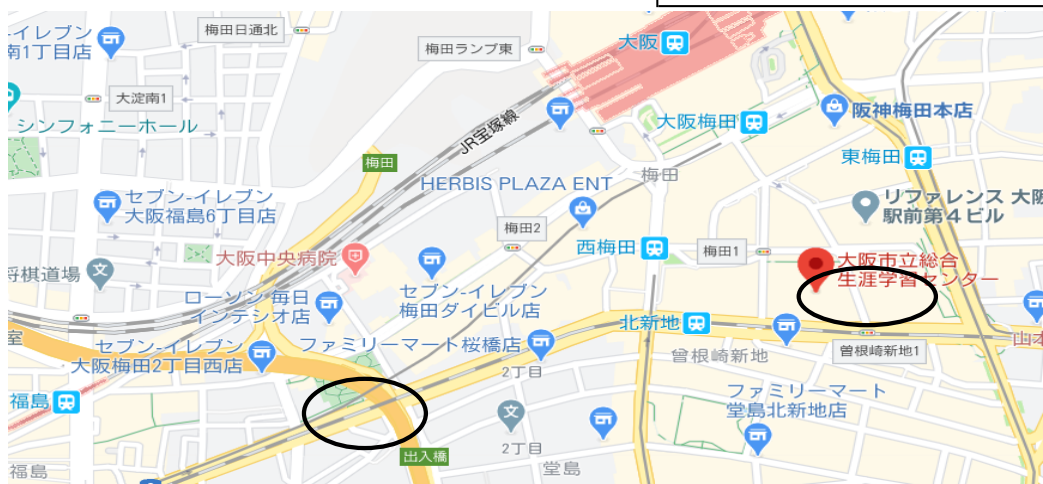 イレブン
南1丁目店
梅田日通北
梅田ランプ東
大阪
大淀南1
シンフォニーホール
JR宝塚線
大阪梅田
阪神梅田本店
梅田
東梅田
梅田
セブン-イレブン
大阪福島6丁目店
HERBIS PLAZA ENT
リファレンス 大阪
駅前第4ビル
梅田2
西梅田
梅田1
大阪中央病院
大阪市立総合
生涯学習センター
将棋道場
ローソン 毎日
インテシオ店
セブン-イレブン
梅田ダイビル店
北新地
室
セブン-イレブン
大阪梅田2丁目西店
ファミリーマート桜橋店
曾根崎新地
曽根崎新地1
山本
2丁目
ファミリーマート
堂島北新地店
福島
2丁目
出入橋
堂島
福島